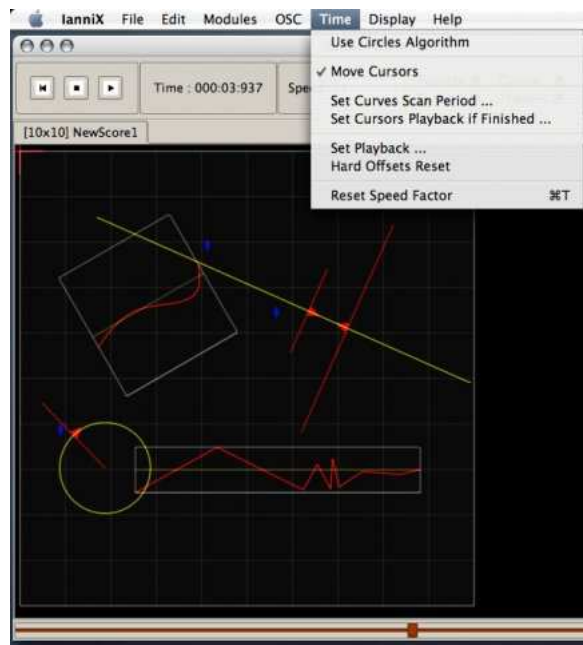 IanniX File Edit Modules OSC Time Display Help
Use Circles Algorithm
✓ Move Cursors
Set Curves Scan Period ...
Set Cursors Playback if Finished ...
Set Playback ...
Hard Offsets Reset
Reset Speed Factor ⌘T
Time : 000:03:937
Spe
[10x10] NewScore1